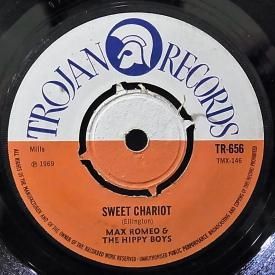 TROJAN RECORDS
Mills
TR-656
℗ 1969
TMX-146
SWEET CHARIOT
(Ellington)
MAX ROMEO &
THE HIPPY BOYS
ALL RIGHTS OF THE MANUFACTURER AND OF THE OWNER OF THE RECORDED WORK RESERVED - UNAUTHORISED PUBLIC PERFORMANCE BROADCASTING AND COPYING OF THIS RECORD PROHIBITED